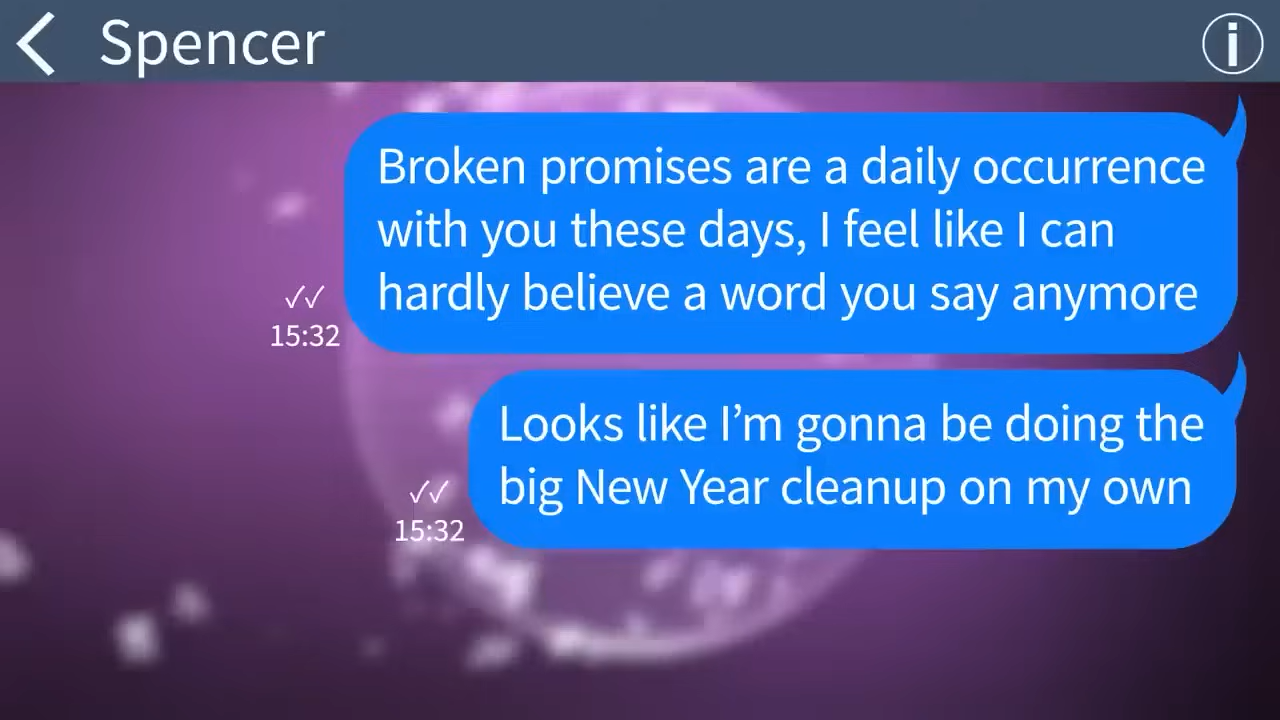 Spencer
Broken promises are a daily occurrence
with you these days, I feel like I can
hardly believe a word you say anymore
15:32
Looks like I’m gonna be doing the
big New Year cleanup on my own
15:32